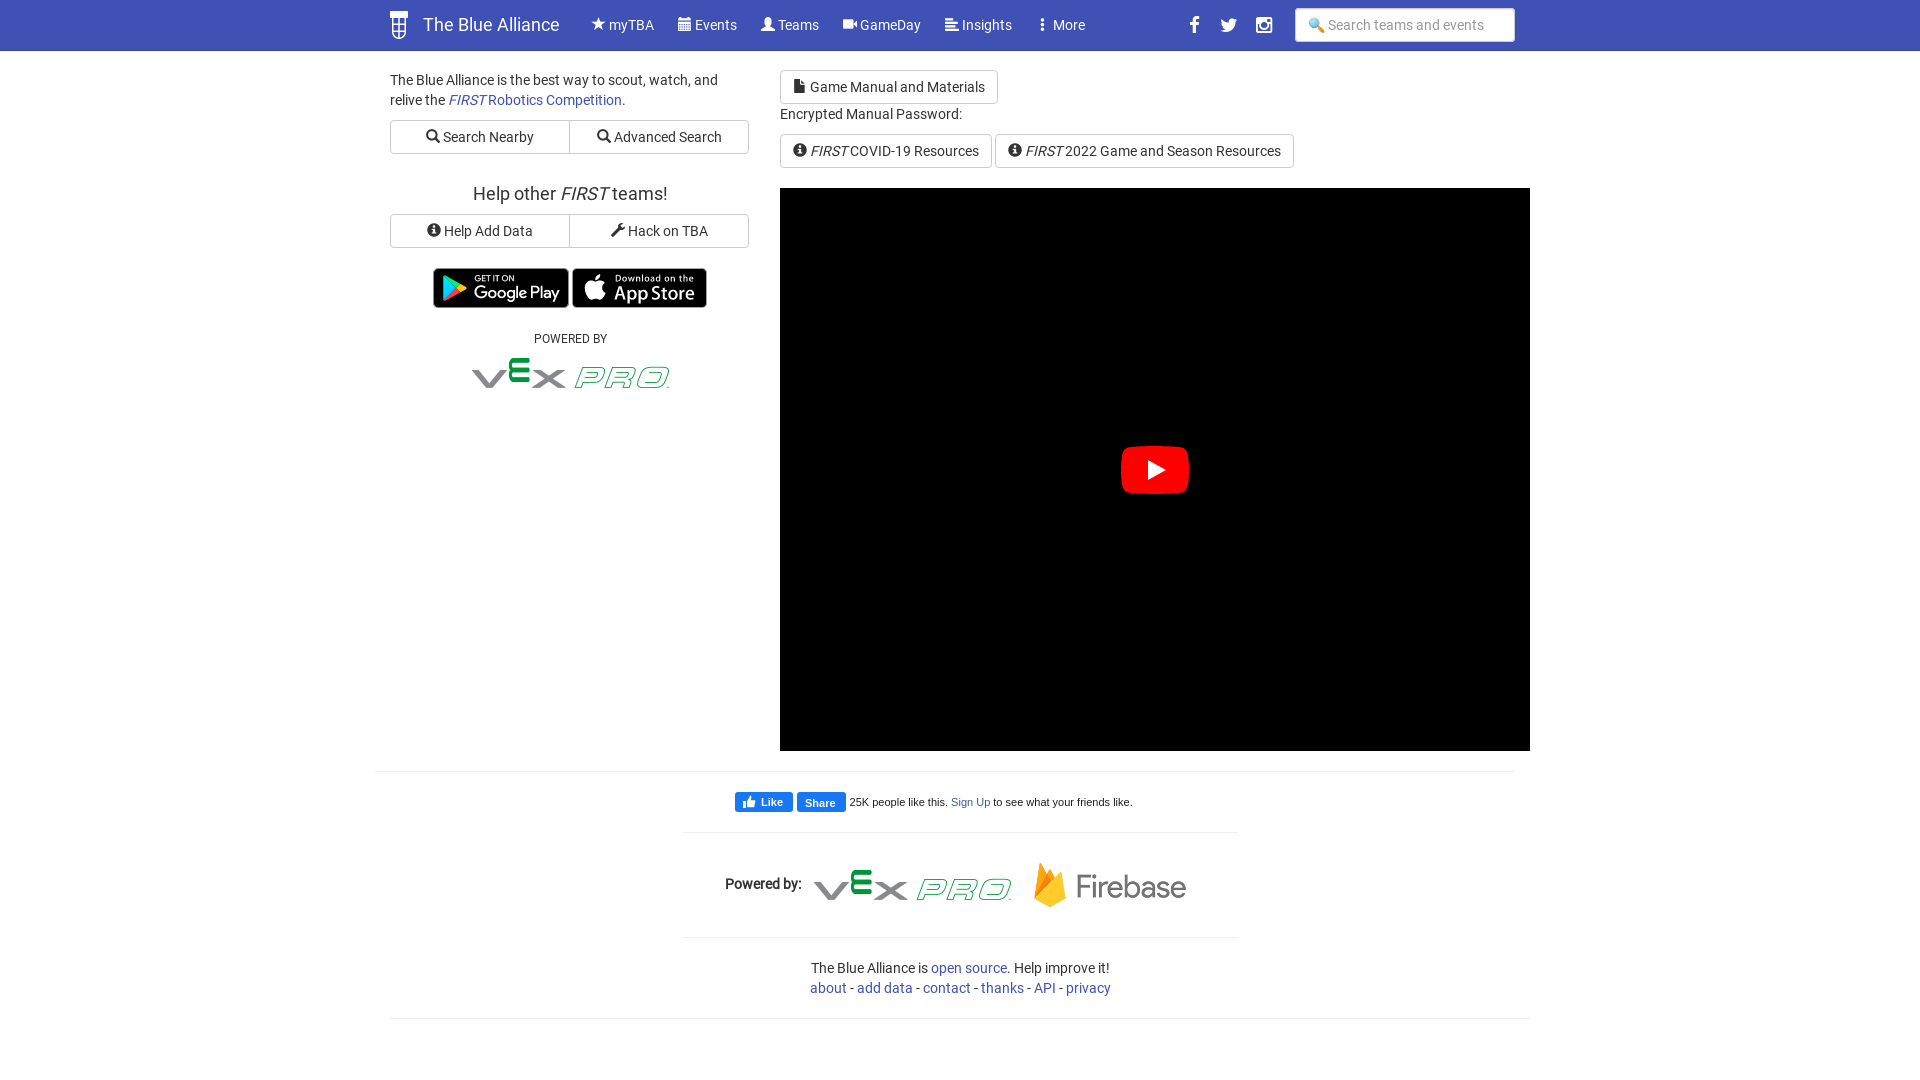 The Blue Alliance myTBA Events Teams GameDay Insights More Search teams and events
The Blue Alliance is the best way to scout, watch, and
relive the FIRST Robotics Competition.
Search Nearby Advanced Search
Help other FIRST teams!
Help Add Data Hack on TBA
GET IT ON Google Play Download on the App Store
POWERED BY
VEX PRO
Game Manual and Materials
Encrypted Manual Password:
FIRST COVID-19 Resources FIRST 2022 Game and Season Resources
Like Share 25K people like this. Sign Up to see what your friends like.
Powered by: VEX PRO Firebase
The Blue Alliance is open source. Help improve it!
about - add data - contact - thanks - API - privacy